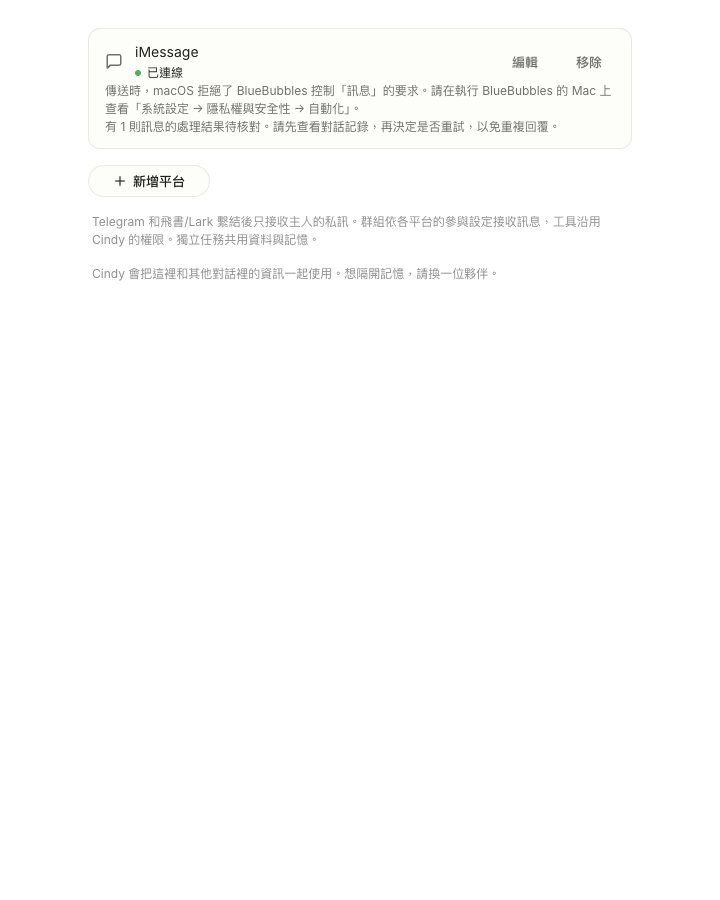 iMessage
已連線
編輯
移除
傳送時，macOS 拒絕了 BlueBubbles 控制「訊息」的要求。請在執行 BlueBubbles 的 Mac 上
查看「系統設定 → 隱私權與安全性 → 自動化」。
有 1 則訊息的處理結果待核對。請先查看對話記錄，再決定是否重試，以免重複回覆。
新增平台
Telegram 和飛書/Lark 繫結後只接收主人的私訊。群組依各平台的參與設定接收訊息，工具沿用
Cindy 的權限。獨立任務共用資料與記憶。
Cindy 會把這裡和其他對話裡的資訊一起使用。想隔開記憶，請換一位夥伴。